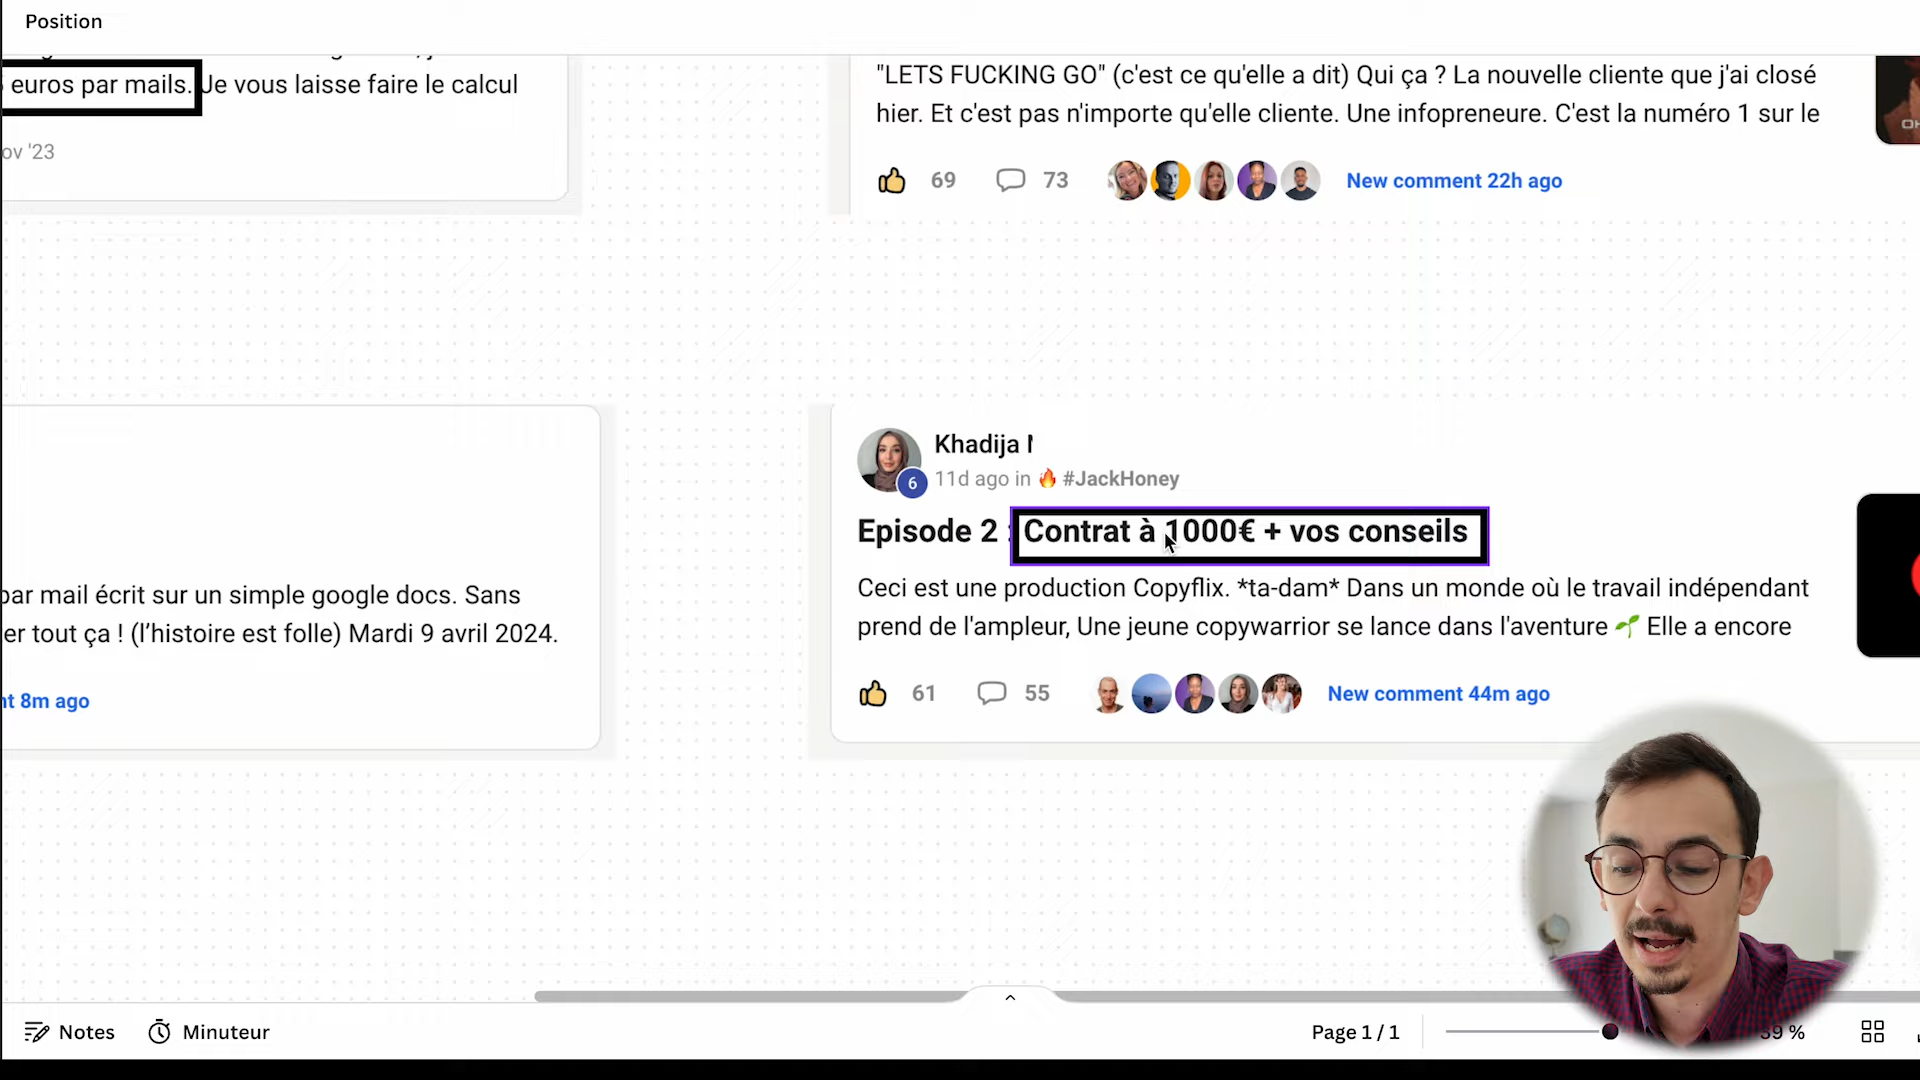 Position
euros par mails. Je vous laisse faire le calcul
ov '23
"LETS FUCKING GO" (c'est ce qu'elle a dit) Qui ça ? La nouvelle cliente que j'ai closé
hier. Et c'est pas n'importe qu'elle cliente. Une infopreneure. C'est la numéro 1 sur le
69 73 New comment 22h ago
par mail écrit sur un simple google docs. Sans
er tout ça ! (l'histoire est folle) Mardi 9 avril 2024.
nt 8m ago
Khadija
6
11d ago in 🔥 #JackHoney
Episode 2 : Contrat à 1000€ + vos conseils
Ceci est une production Copyflix. *ta-dam* Dans un monde où le travail indépendant
prend de l'ampleur, Une jeune copywarrior se lance dans l'aventure 🌱 Elle a encore
61 55 New comment 44m ago
Notes Minuteur
Page 1 / 1
39 %